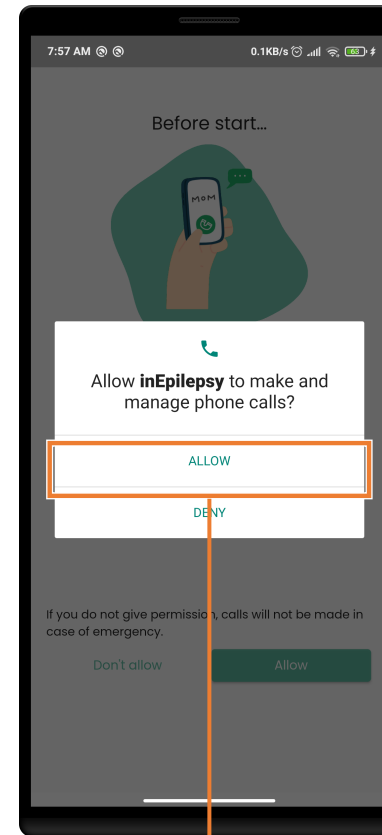 7:57 AM 0.1KB/s 63
Before start...
MOM
Allow inEpilepsy to make and
manage phone calls?
ALLOW
DENY
If you do not give permission, calls will not be made in
case of emergency.
Don't allow Allow